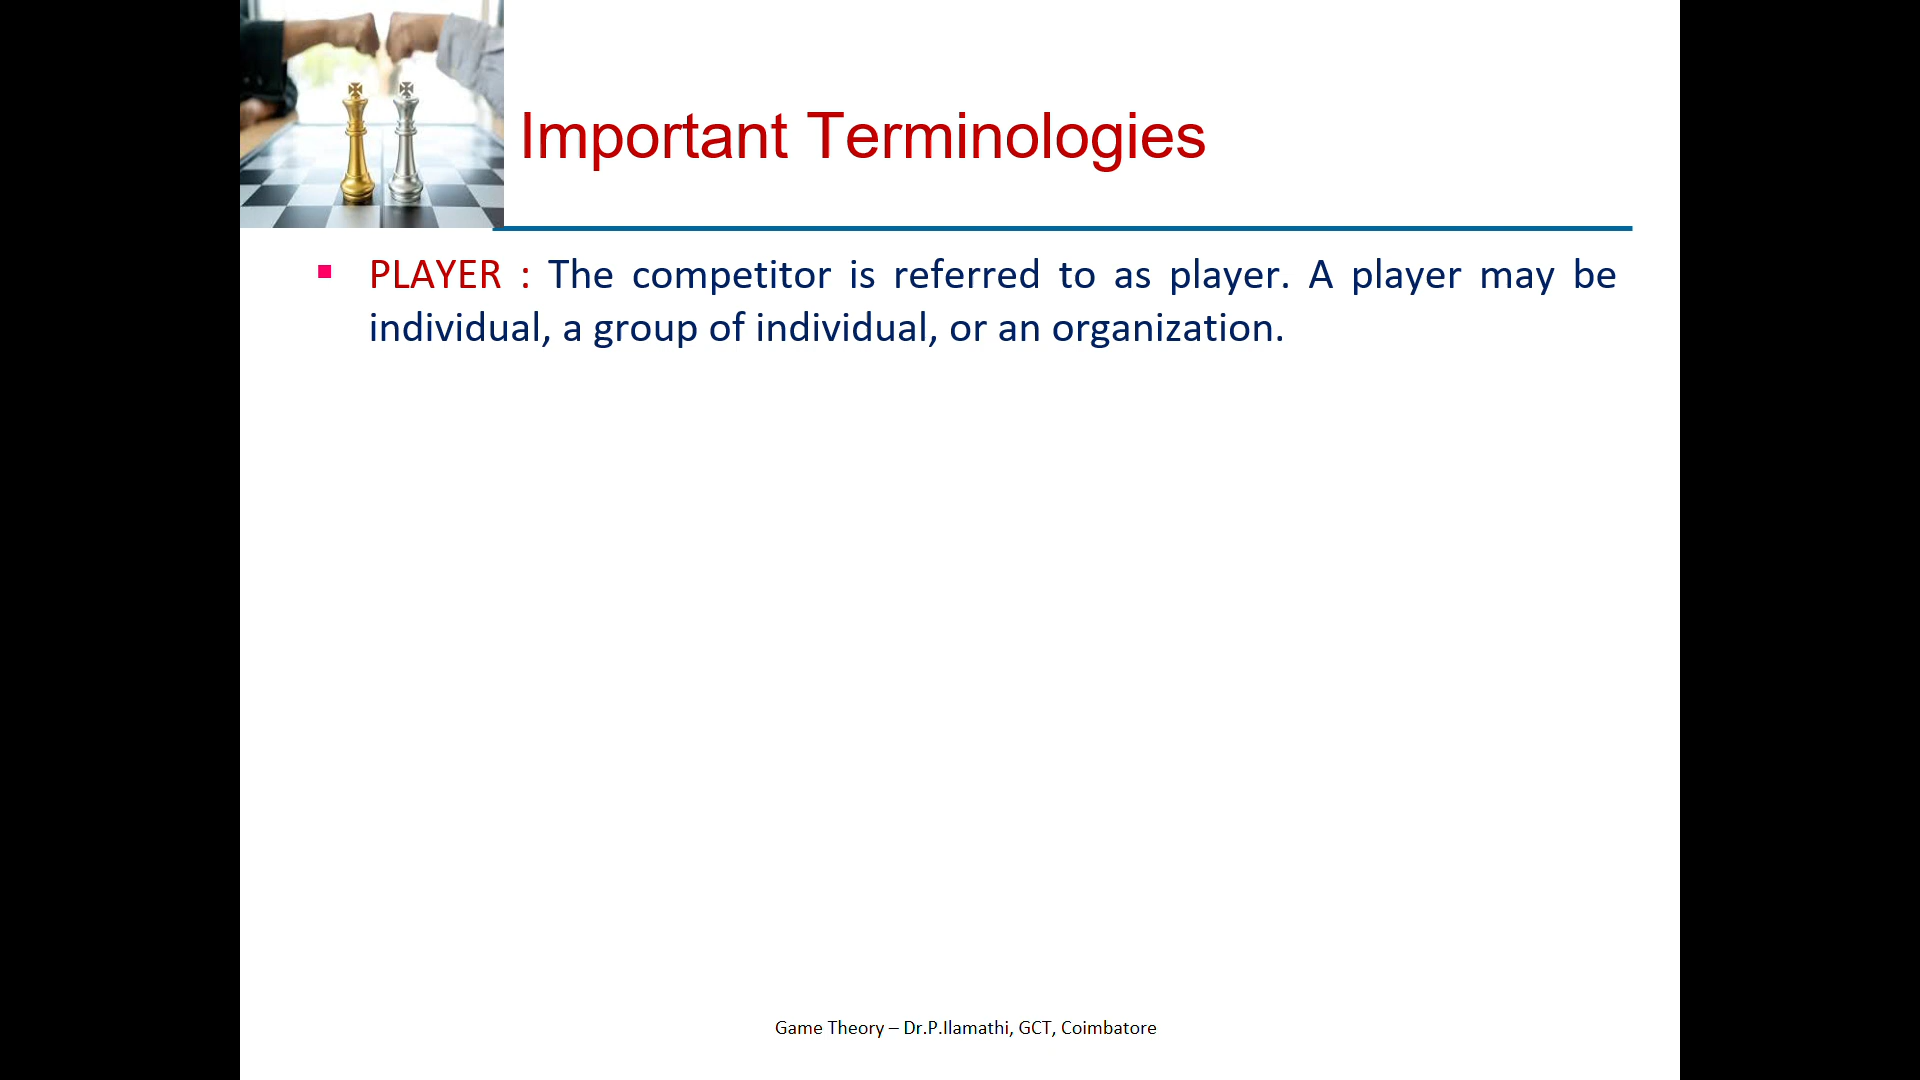 Important Terminologies
PLAYER : The competitor is referred to as player. A player may be
individual, a group of individual, or an organization.
Game Theory – Dr.P.Ilamathi, GCT, Coimbatore